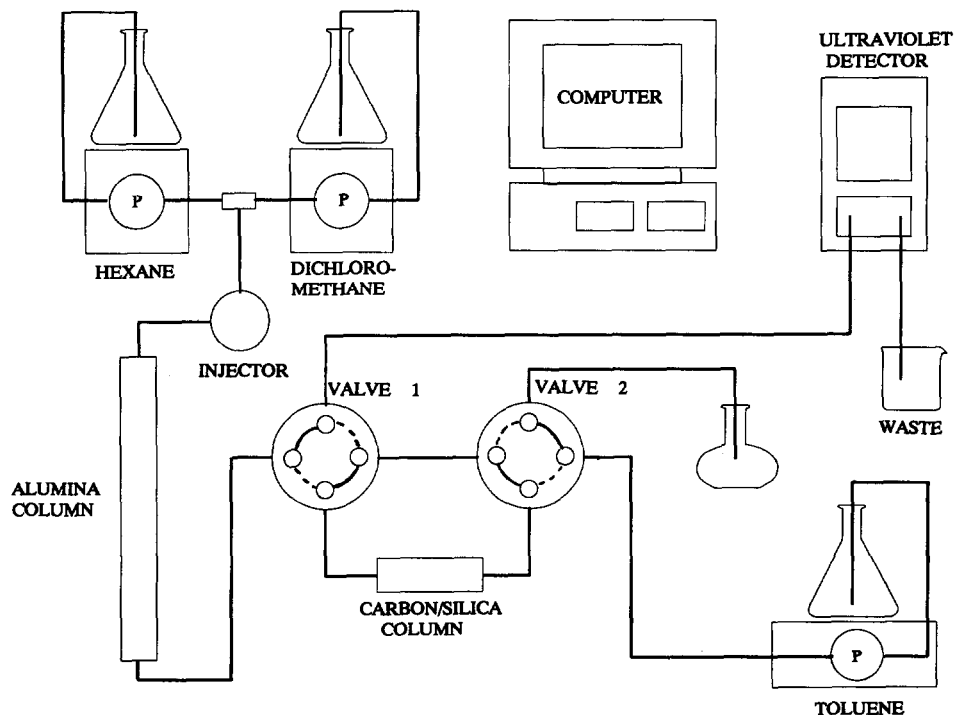 ULTRAVIOLET
DETECTOR
COMPUTER
P
P
HEXANE
DICHLORO-
METHANE
INJECTOR
VALVE 1
VALVE 2
WASTE
ALUMINA
COLUMN
CARBON/SILICA
COLUMN
P
TOLUENE